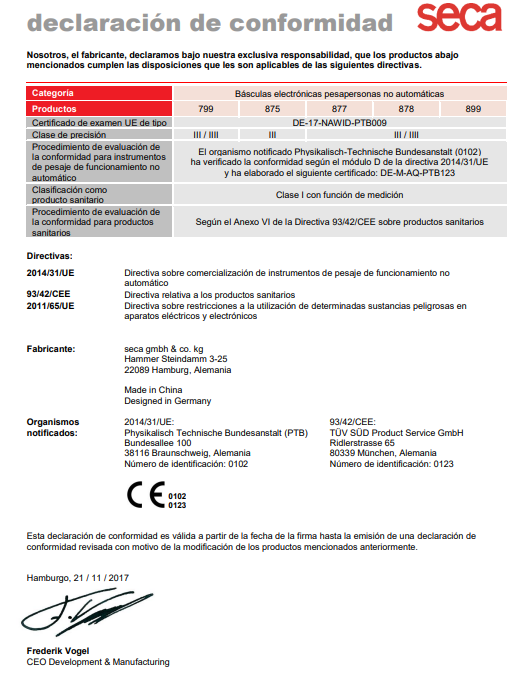 declaración de conformidad
seca
Nosotros, el fabricante, declaramos bajo nuestra exclusiva responsabilidad, que los productos abajo
mencionados cumplen las disposiciones que les son aplicables de las siguientes directivas.
Categoría Básculas electrónicas pesapersonas no automáticas
Productos 799 875 877 878 899
Certificado de examen UE de tipo DE-17-NAWID-PTB009
Clase de precisión III / IIII III III / IIII
Procedimiento de evaluación de
la conformidad para instrumentos
de pesaje de funcionamiento no
automático
El organismo notificado Physikalisch-Technische Bundesanstalt (0102)
ha verificado la conformidad según el módulo D de la directiva 2014/31/UE
y ha elaborado el siguiente certificado: DE-M-AQ-PTB123
Clasificación como
producto sanitario
Clase I con función de medición
Procedimiento de evaluación de
la conformidad para productos
sanitarios
Según el Anexo VI de la Directiva 93/42/CEE sobre productos sanitarios
Directivas:
2014/31/UE Directiva sobre comercialización de instrumentos de pesaje de funcionamiento no
automático
93/42/CEE Directiva relativa a los productos sanitarios
2011/65/UE Directiva sobre restricciones a la utilización de determinadas sustancias peligrosas en
aparatos eléctricos y electrónicos
Fabricante: seca gmbh & co. kg
Hammer Steindamm 3-25
22089 Hamburg, Alemania
Made in China
Designed in Germany
Organismos
notificados:
2014/31/UE:
Physikalisch Technische Bundesanstalt (PTB)
Bundesallee 100
38116 Braunschweig, Alemania
Número de identificación: 0102
93/42/CEE:
TÜV SÜD Product Service GmbH
Ridlerstrasse 65
80339 München, Alemania
Número de identificación: 0123
CE 0102
0123
Esta declaración de conformidad es válida a partir de la fecha de la firma hasta la emisión de una declaración de
conformidad revisada con motivo de la modificación de los productos mencionados anteriormente.
Hamburgo, 21 / 11 / 2017
Frederik Vogel
CEO Development & Manufacturing